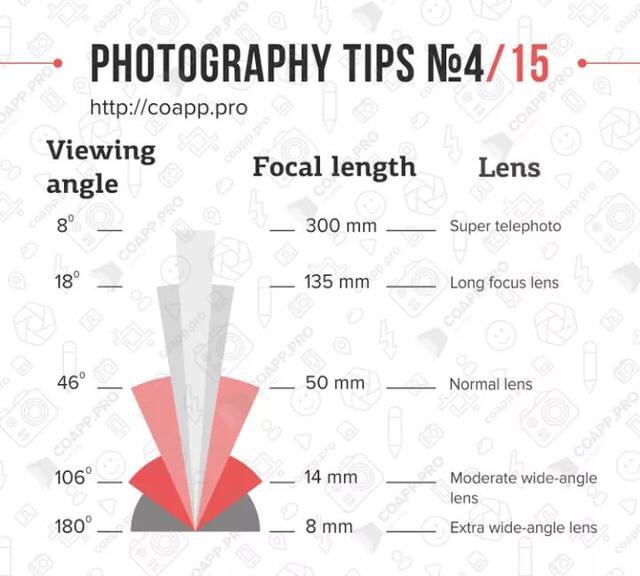 PHOTOGRAPHY TIPS №4/15
http://coapp.pro
Viewing
angle
Focal length
Lens
8° 300 mm Super telephoto
18° 135 mm Long focus lens
46° 50 mm Normal lens
106° 14 mm Moderate wide-angle
lens
180° 8 mm Extra wide-angle lens
COAPP.PRO